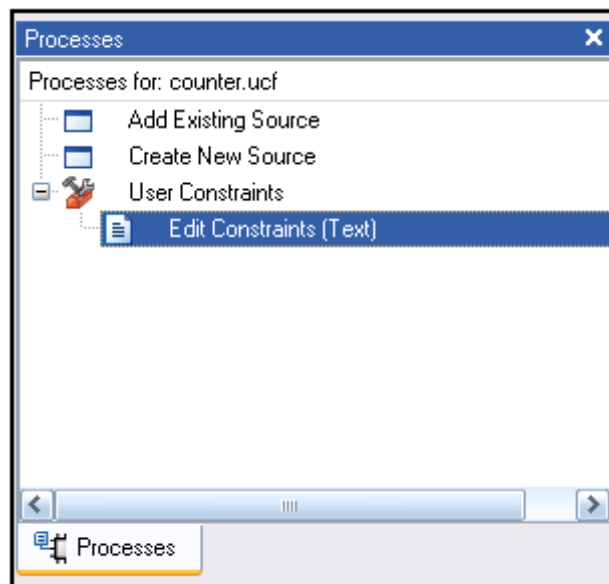 Processes
Processes for: counter.ucf
Add Existing Source
Create New Source
User Constraints
Edit Constraints (Text)
Processes